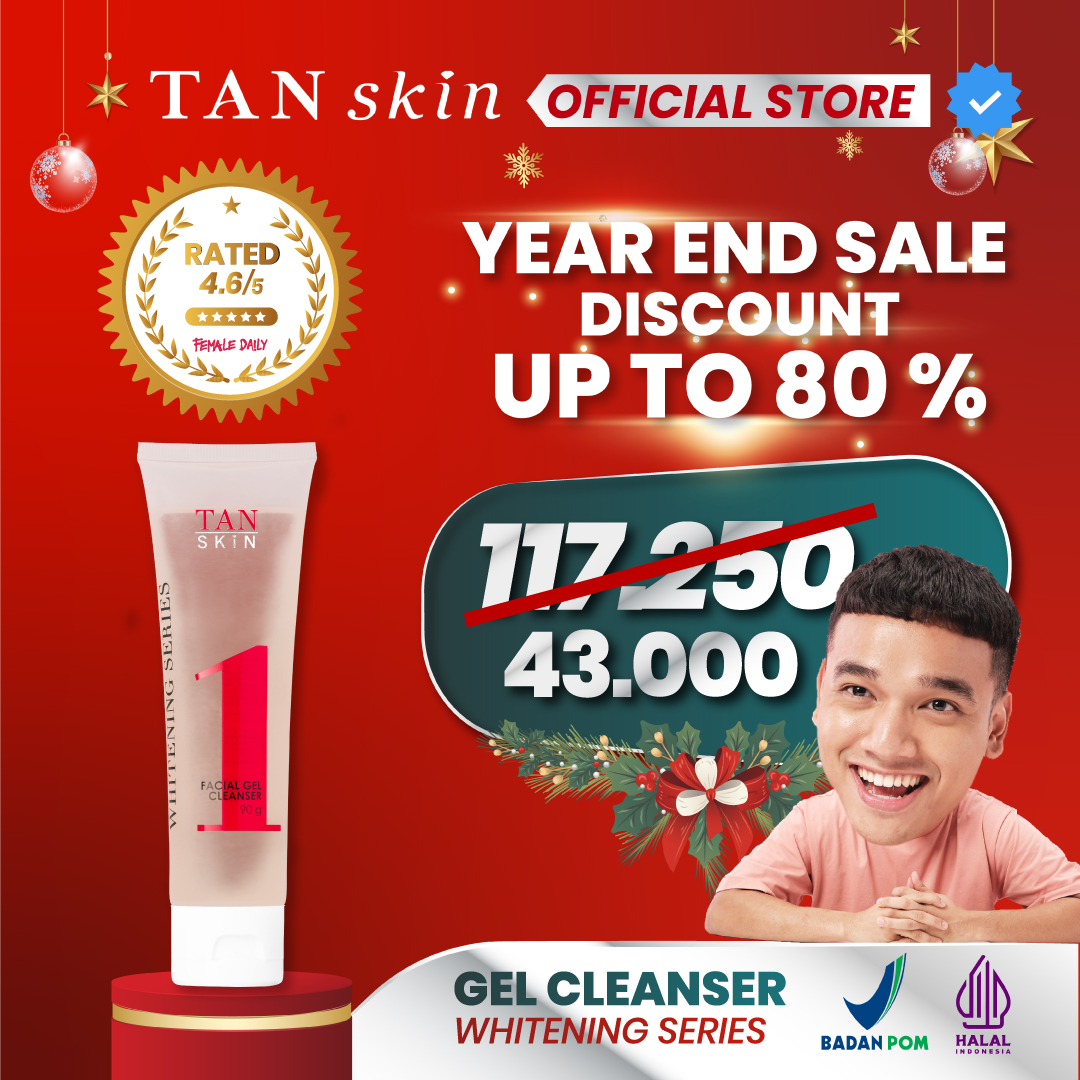 TAN skin OFFICIAL STORE
RATED
4.6/5
FEMALE DAILY
YEAR END SALE
DISCOUNT
UP TO 80 %
117.250
43.000
TAN
SKiN
WHITENING SERIES
1
FACIAL GEL
CLEANSER
90 g
GEL CLEANSER
WHITENING SERIES
BADAN POM
HALAL
INDONESIA